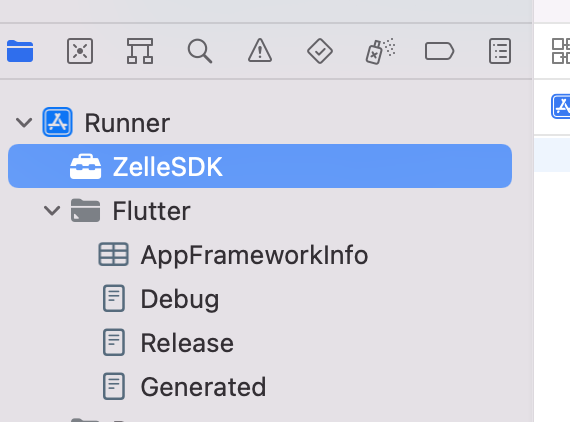 Runner
ZelleSDK
Flutter
AppFrameworkInfo
Debug
Release
Generated